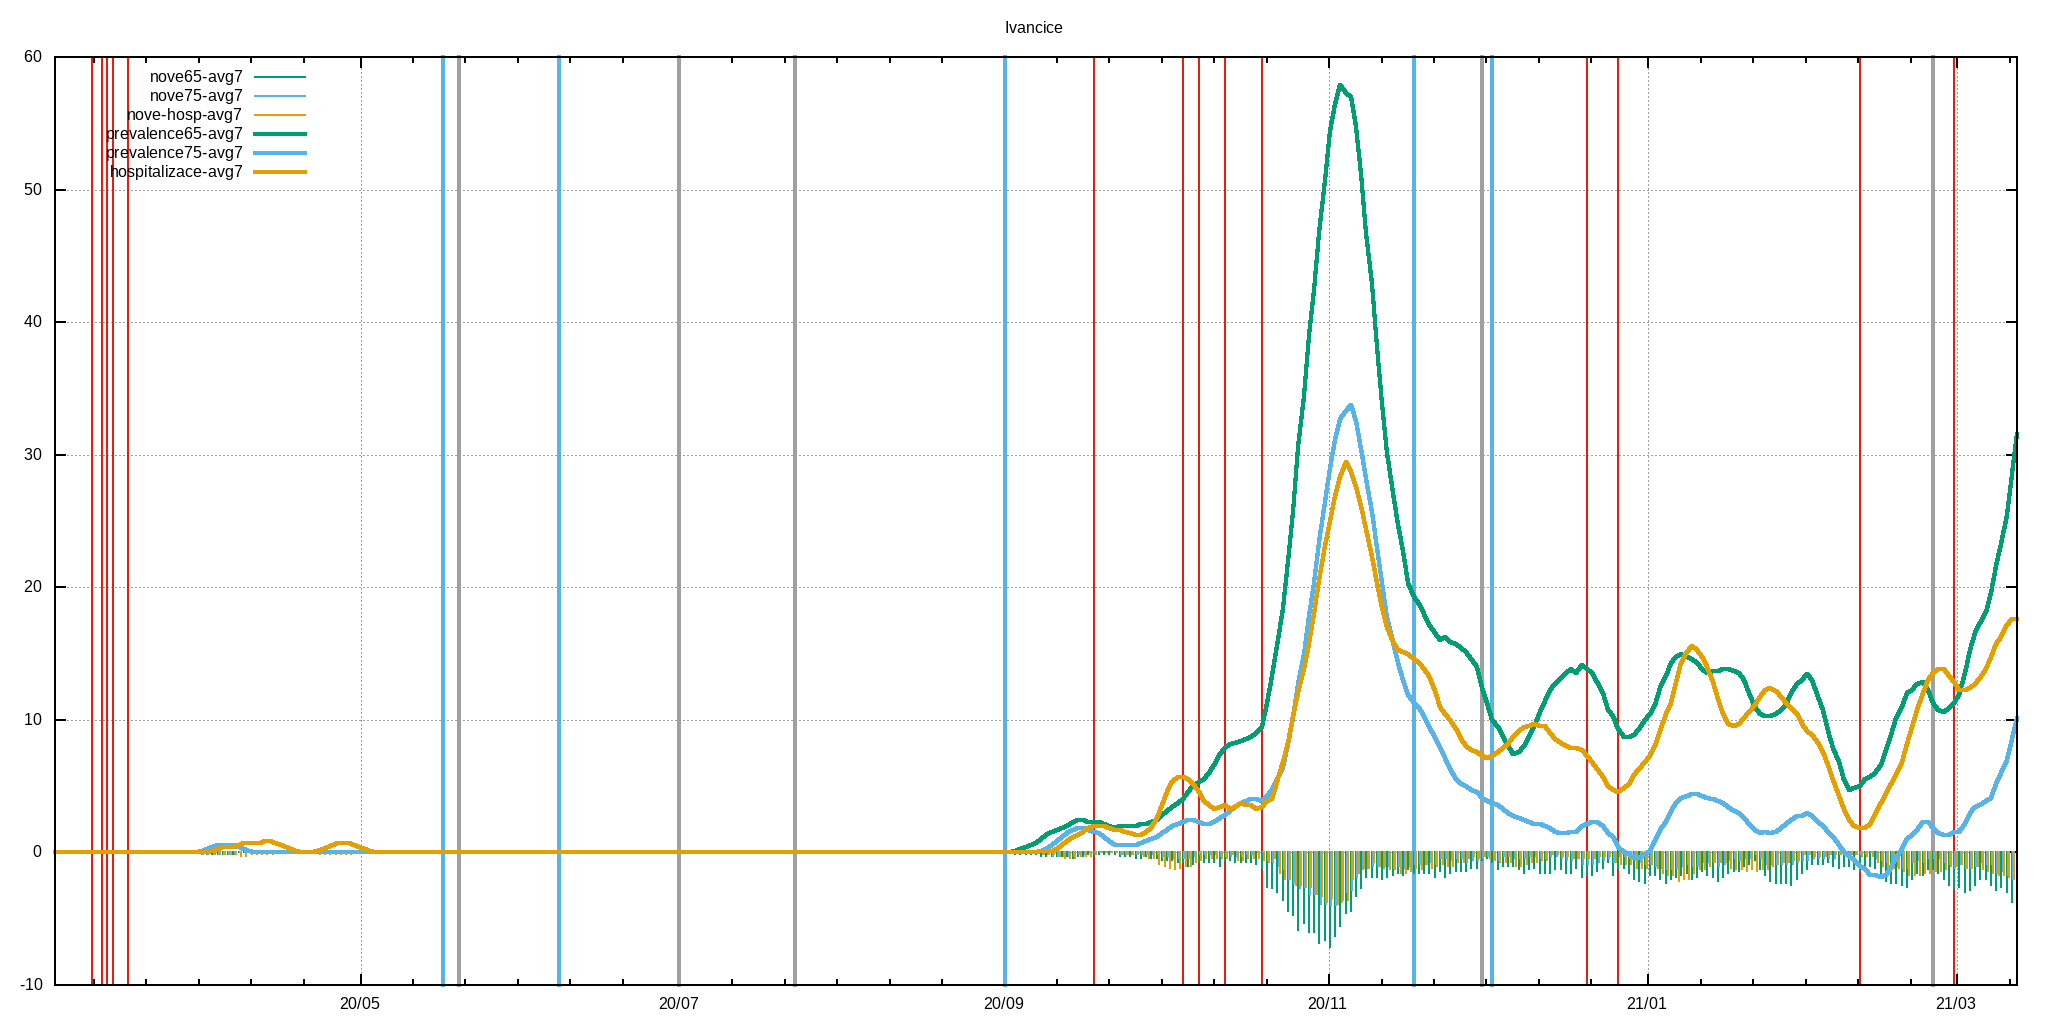 Ivancice
60
nove65-avg7
nove75-avg7
nove-hosp-avg7
prevalence65-avg7
prevalence75-avg7
hospitalizace-avg7
50
40
30
20
10
0
-10
20/05 20/07 20/09 20/11 21/01 21/03